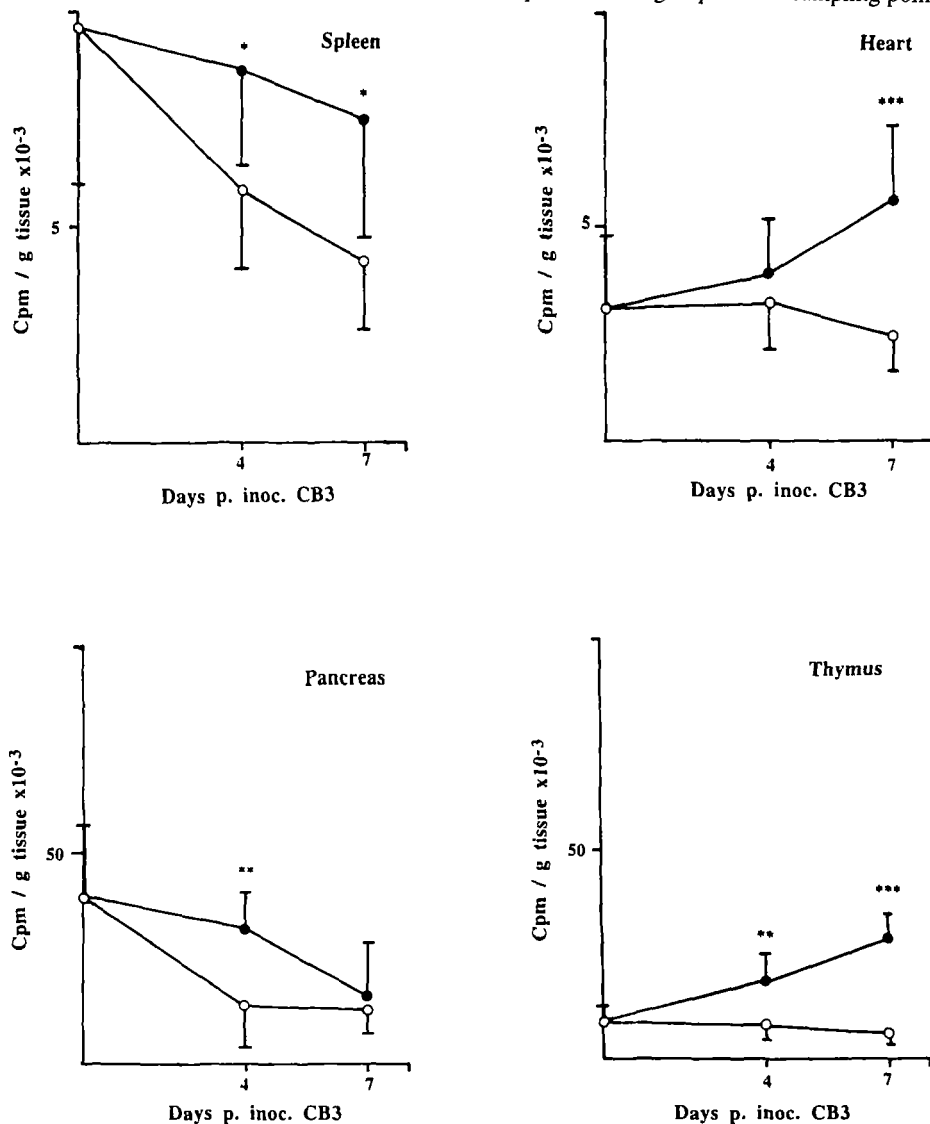 sampling poin
Spleen
Heart
*
*
***
Cpm / g tissue x10-3
5
4
7
Days p. inoc. CB3
Cpm / g tissue x10-3
5
4
7
Days p. inoc. CB3
Pancreas
Thymus
**
**
***
Cpm / g tissue x10-3
50
4
7
Days p. inoc. CB3
Cpm / g tissue x10-3
50
4
7
Days p. inoc. CB3